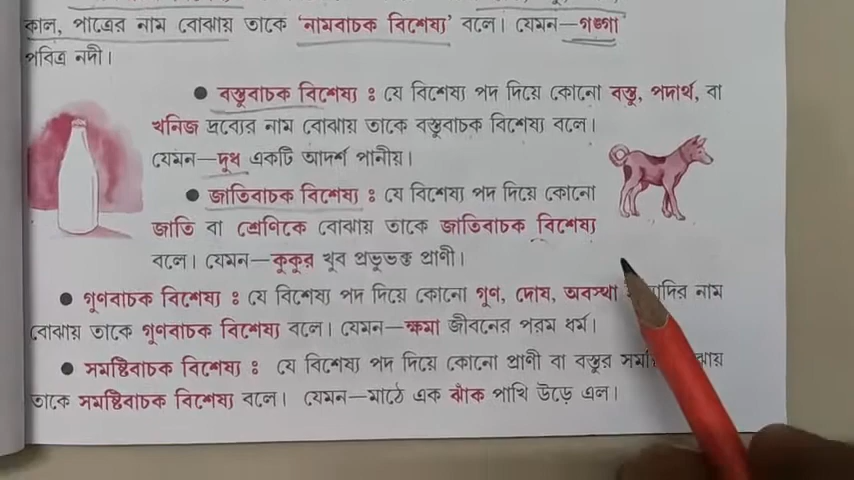 কাল, পাত্রের নাম বোঝায় তাকে ‘নামবাচক বিশেষ্য’ বলে। যেমন—গঙ্গা
পবিত্র নদী।
● বস্তুবাচক বিশেষ্য : যে বিশেষ্য পদ দিয়ে কোনো বস্তু, পদার্থ, বা
খনিজ দ্রব্যের নাম বোঝায় তাকে বস্তুবাচক বিশেষ্য বলে।
যেমন—দুধ একটি আদর্শ পানীয়।
● জাতিবাচক বিশেষ্য : যে বিশেষ্য পদ দিয়ে কোনো
জাতি বা শ্রেণিকে বোঝায় তাকে জাতিবাচক বিশেষ্য
বলে। যেমন—কুকুর খুব প্রভুভক্ত প্রাণী।
● গুণবাচক বিশেষ্য : যে বিশেষ্য পদ দিয়ে কোনো গুণ, দোষ, অবস্থা নাম
বোঝায় তাকে গুণবাচক বিশেষ্য বলে। যেমন—ক্ষমা জীবনের পরম ধর্ম।
● সমষ্টিবাচক বিশেষ্য : যে বিশেষ্য পদ দিয়ে কোনো প্রাণী বা বস্তুর
তাকে সমষ্টিবাচক বিশেষ্য বলে। যেমন—মাঠে এক ঝাঁক পাখি উড়ে এল।